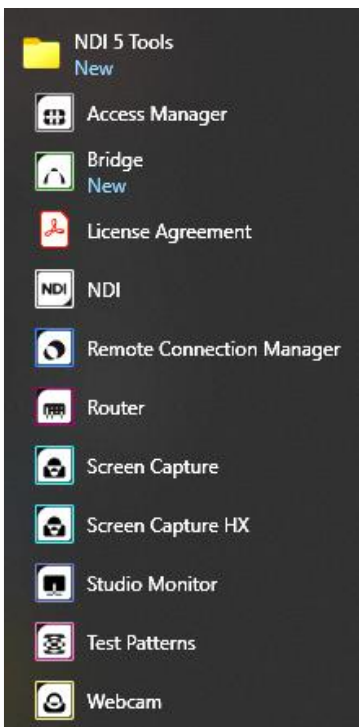 NDI 5 Tools
New
Access Manager
Bridge
New
License Agreement
NDI
NDI
Remote Connection Manager
Router
Screen Capture
Screen Capture HX
Studio Monitor
Test Patterns
Webcam